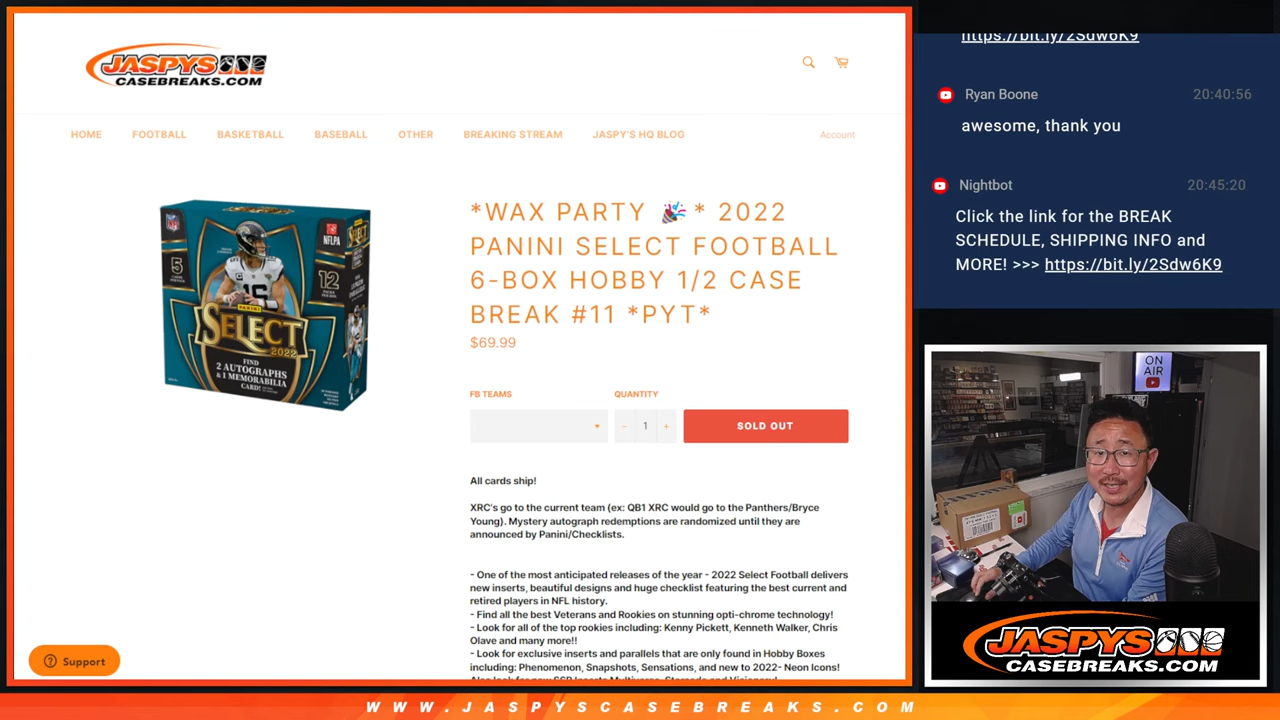 JASPYS
CASEBREAKS.COM
HOME
FOOTBALL
BASKETBALL
BASEBALL
OTHER
BREAKING STREAM
JASPY'S HQ BLOG
Account
NFL
NFLPA
5
12
PANINI
SELECT
2022
FIND
2 AUTOGRAPHS
& 1 MEMORABILIA
CARD!
*WAX PARTY 🎉* 2022
PANINI SELECT FOOTBALL
6-BOX HOBBY 1/2 CASE
BREAK #11 *PYT*
$69.99
FB TEAMS
QUANTITY
− 1 +
SOLD OUT
All cards ship!
XRC's go to the current team (ex: QB1 XRC would go to the Panthers/Bryce
Young). Mystery autograph redemptions are randomized until they are
announced by Panini/Checklists.
- One of the most anticipated releases of the year - 2022 Select Football delivers
new inserts, beautiful designs and huge checklist featuring the best current and
retired players in NFL history.
- Find all the best Veterans and Rookies on stunning opti-chrome technology!
- Look for all of the top rookies including: Kenny Pickett, Kenneth Walker, Chris
Olave and many more!!
- Look for exclusive inserts and parallels that are only found in Hobby Boxes
including: Phenomenon, Snapshots, Sensations, and new to 2022- Neon Icons!
Support
https://bit.ly/2Sdw6K9
Ryan Boone 20:40:56
awesome, thank you
Nightbot 20:45:20
Click the link for the BREAK
SCHEDULE, SHIPPING INFO and
MORE! >>> https://bit.ly/2Sdw6K9
ON
AIR
JASPYS
CASEBREAKS.COM
WWW.JASPYSCASEBREAKS.COM